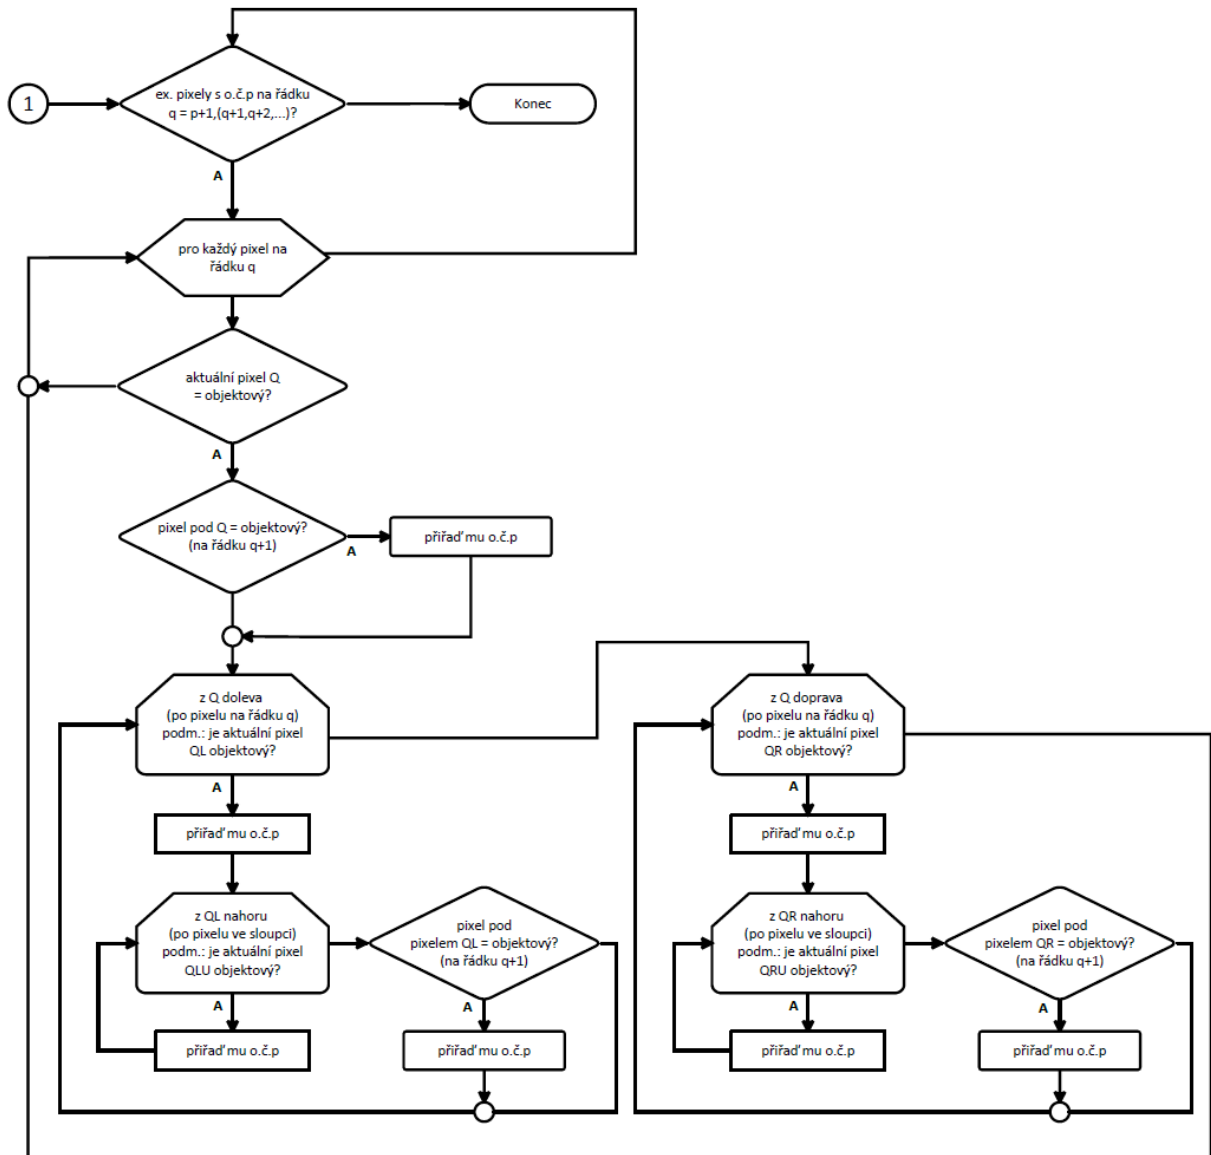 1
ex. pixely s o.č.p na řádku
q = p+1,(q+1,q+2,...)?
Konec
A
pro každý pixel na
řádku q
aktuální pixel Q
= objektový?
A
pixel pod Q = objektový?
(na řádku q+1)
A
přiřaď mu o.č.p
z Q doleva
(po pixelu na řádku q)
podm.: je aktuální pixel
QL objektový?
A
přiřaď mu o.č.p
z QL nahoru
(po pixelu ve sloupci)
podm.: je aktuální pixel
QLU objektový?
A
přiřaď mu o.č.p
pixel pod
pixelem QL = objektový?
(na řádku q+1)
A
přiřaď mu o.č.p
z Q doprava
(po pixelu na řádku q)
podm.: je aktuální pixel
QR objektový?
A
přiřaď mu o.č.p
z QR nahoru
(po pixelu ve sloupci)
podm.: je aktuální pixel
QRU objektový?
A
přiřaď mu o.č.p
pixel pod
pixelem QR = objektový?
(na řádku q+1)
A
přiřaď mu o.č.p